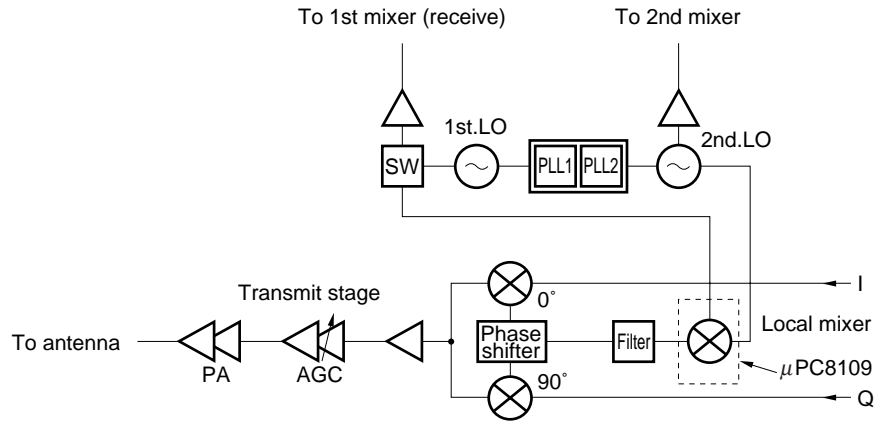 To 1st mixer (receive)
To 2nd mixer
1st.LO
2nd.LO
SW
PLL1
PLL2
I
0˚
Transmit stage
Local mixer
To antenna
Phase
shifter
Filter
PA
AGC
90˚
μPC8109
Q